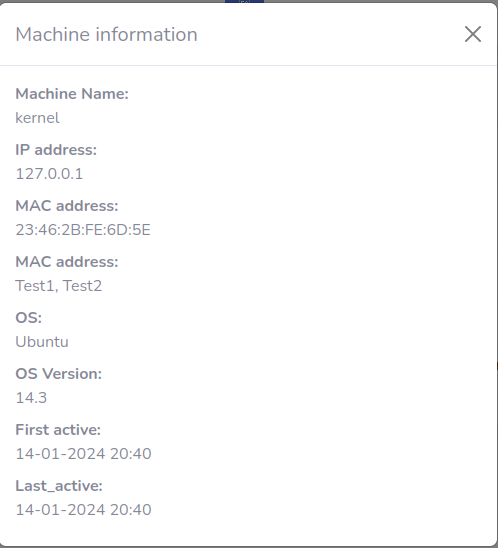 Machine information
Machine Name:
kernel
IP address:
127.0.0.1
MAC address:
23:46:2B:FE:6D:5E
MAC address:
Test1, Test2
OS:
Ubuntu
OS Version:
14.3
First active:
14-01-2024 20:40
Last_active:
14-01-2024 20:40